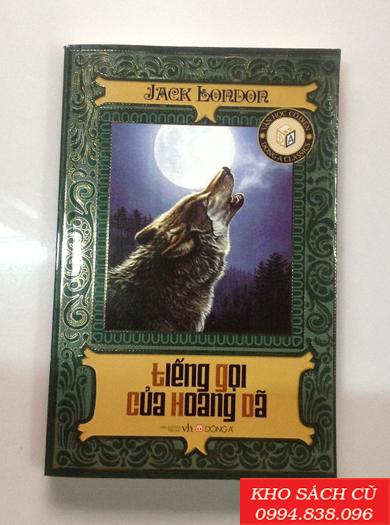 JACK LONDON
VĂN HỌC CỔ ĐIỂN
ĐÔNG A CLASSICS
tiếng gọi
của hoang dã
vh ĐÔNG A
KHO SÁCH CŨ
0994.838.096